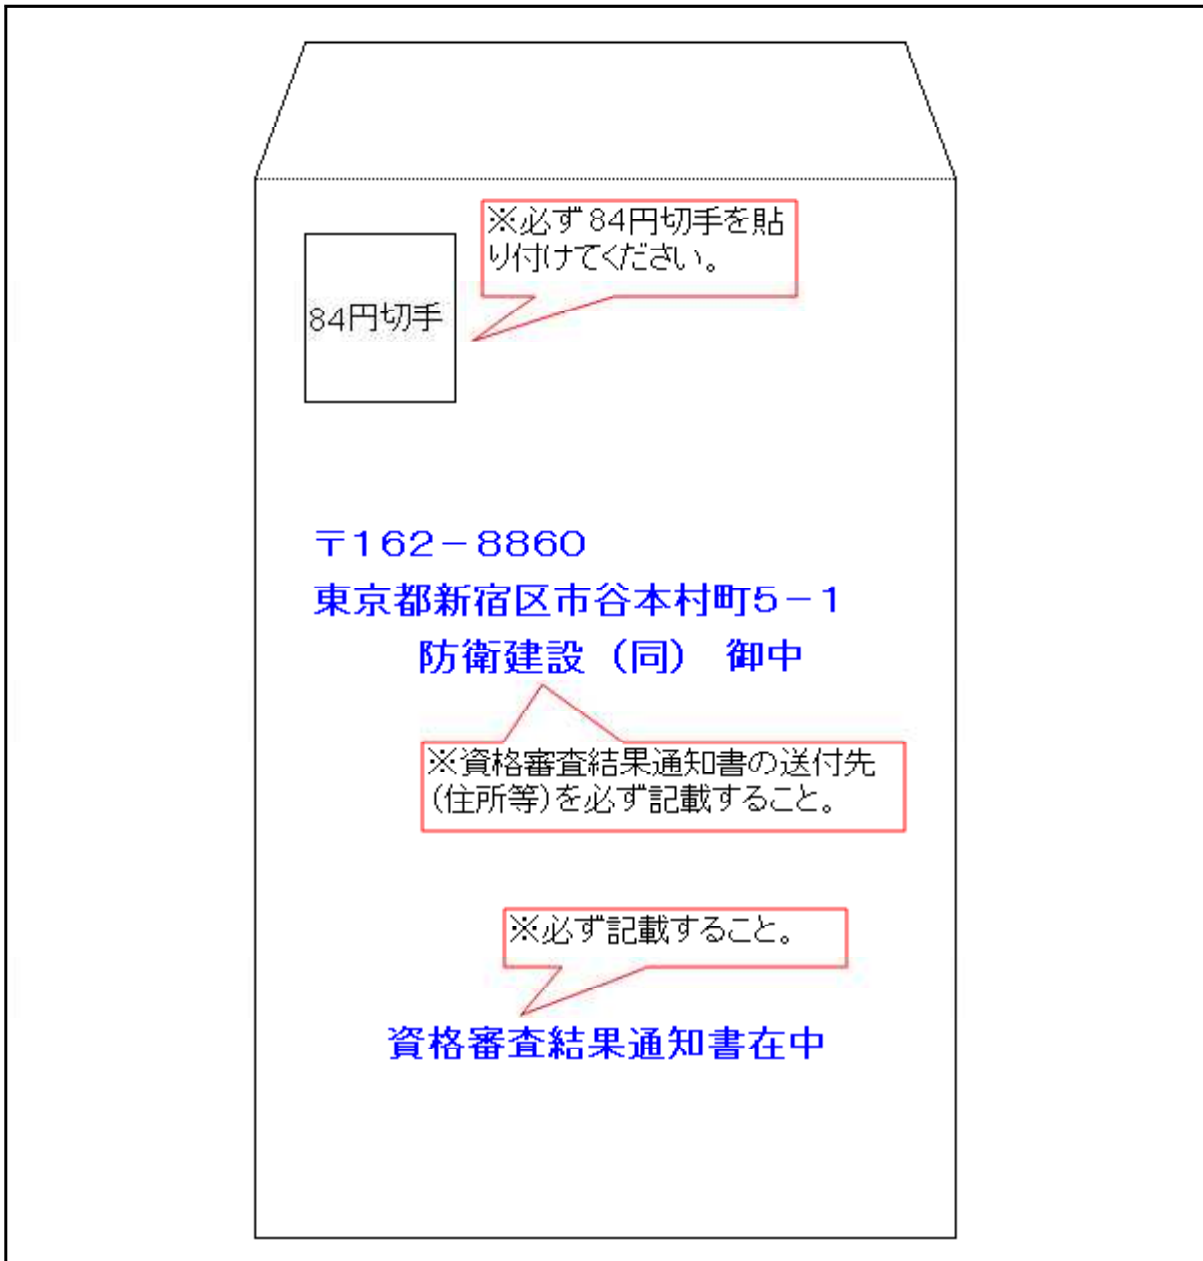 ※必ず84円切手を貼
り付けてください。
84円切手
〒162－8860
東京都新宿区市谷本村町5－1
防衛建設（同）　御中
※資格審査結果通知書の送付先
(住所等)を必ず記載すること。
※必ず記載すること。
資格審査結果通知書在中